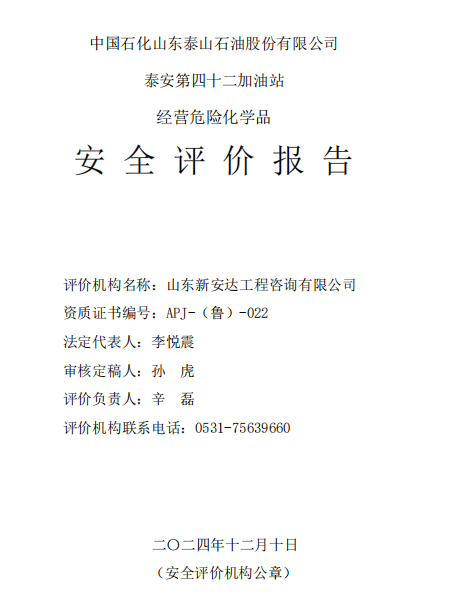 中国石化山东泰山石油股份有限公司
泰安第四十二加油站
经营危险化学品
安全评价报告
评价机构名称：山东新安达工程咨询有限公司
资质证书编号：APJ-（鲁）-022
法定代表人：李悦震
审核定稿人：孙　虎
评价负责人：辛　磊
评价机构联系电话：0531-75639660
二〇二四年十二月十日
（安全评价机构公章）